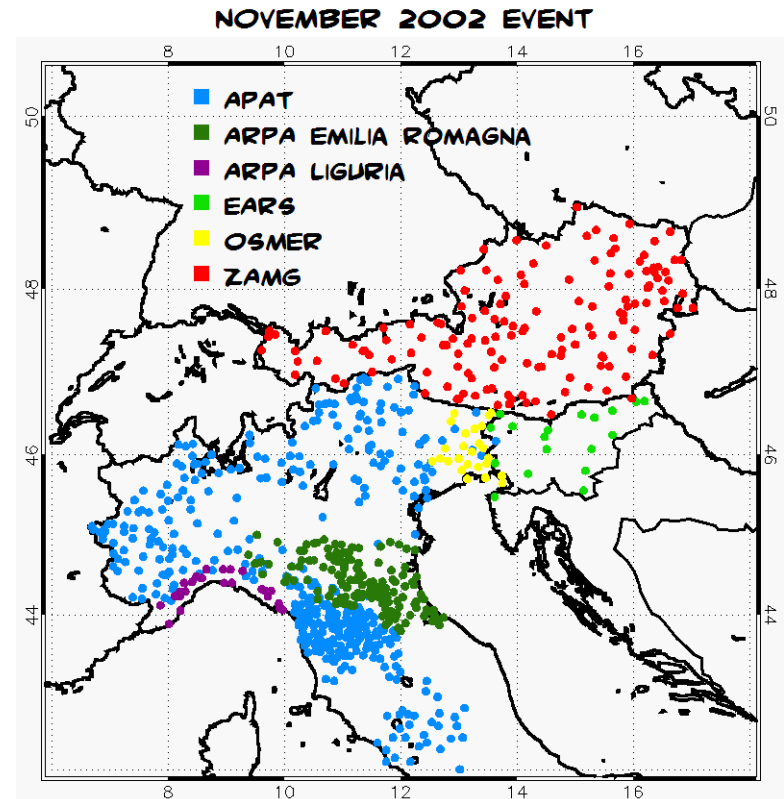 NOVEMBER 2002 EVENT
8 10 12 14 16
50 50
APAT
ARPA EMILIA ROMAGNA
ARPA LIGURIA
EARS
OSMER
ZAMG
48 48
46 46
44 44
8 10 12 14 16